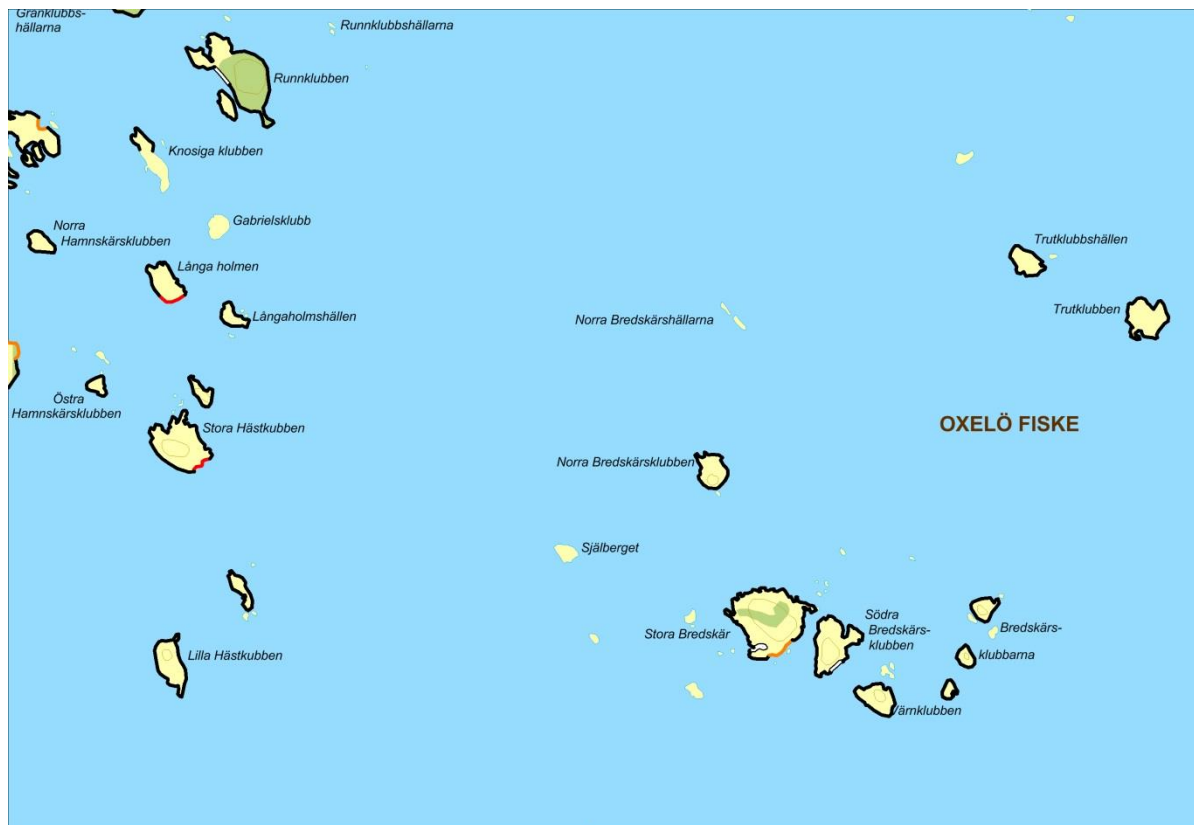 Granklubbs-
hällarna
Runnklubbshällarna
Runnklubben
Knosiga klubben
Gabrielsklubb
Norra
Hamnskärsklubben
Trutklubbshällen
Långa holmen
Trutklubben
Långaholmshällen
Norra Bredskärshällarna
Östra
Hamnskärsklubben
Stora Hästkubben
OXELÖ FISKE
Norra Bredskärsklubben
Själberget
Södra
Bredskärs-
klubben
Stora Bredskär
Bredskärs-
klubbarna
Lilla Hästkubben
Värnklubben